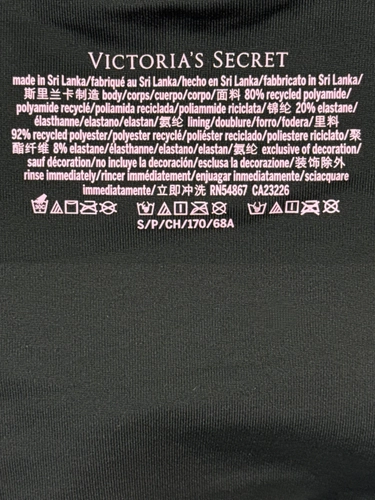 VICTORIA'S SECRET
made in Sri Lanka/fabriqué au Sri Lanka/hecho en Sri Lanka/fabbricato in Sri Lanka/
斯里兰卡制造 body/corps/cuerpo/corpo/面料 80% recycled polyamide/
polyamide recyclé/poliamida reciclada/poliammide riciclata/锦纶 20% elastane/
élasthanne/elastano/elastan/氨纶 lining/doublure/forro/fodera/里料
92% recycled polyester/polyester recyclé/poliéster reciclado/poliestere riciclato/聚
酯纤维 8% elastane/élasthanne/elastano/elastan/氨纶 exclusive of decoration/
sauf décoration/no incluye la decoración/esclusa la decorazione/装饰除外
rinse immediately/rincer immédiatement/enjuagar inmediatamente/sciacquare
immediatamente/立即冲洗 RN54867 CA23226
S/P/CH/170/68A